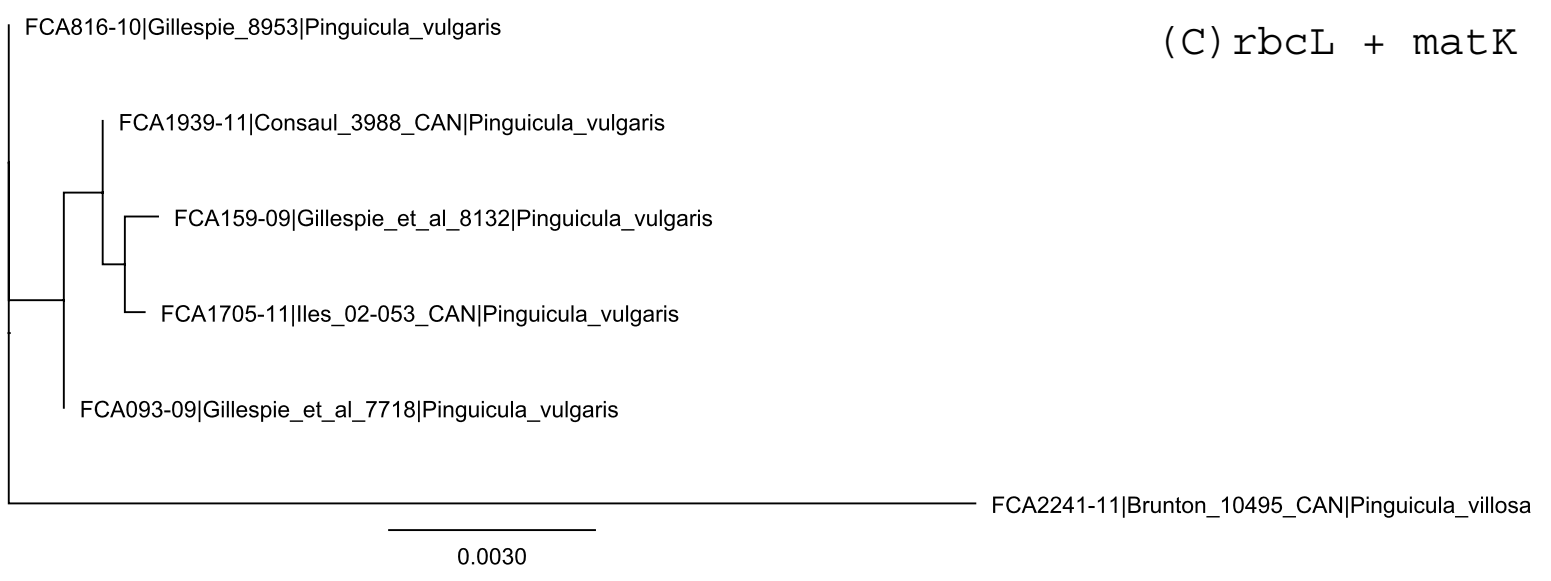 FCA816-10|Gillespie_8953|Pinguicula_vulgaris
(C) rbcL + matK
FCA1939-11|Consaul_3988_CAN|Pinguicula_vulgaris
FCA159-09|Gillespie_et_al_8132|Pinguicula_vulgaris
FCA1705-11|Iles_02-053_CAN|Pinguicula_vulgaris
FCA093-09|Gillespie_et_al_7718|Pinguicula_vulgaris
FCA2241-11|Brunton_10495_CAN|Pinguicula_villosa
0.0030